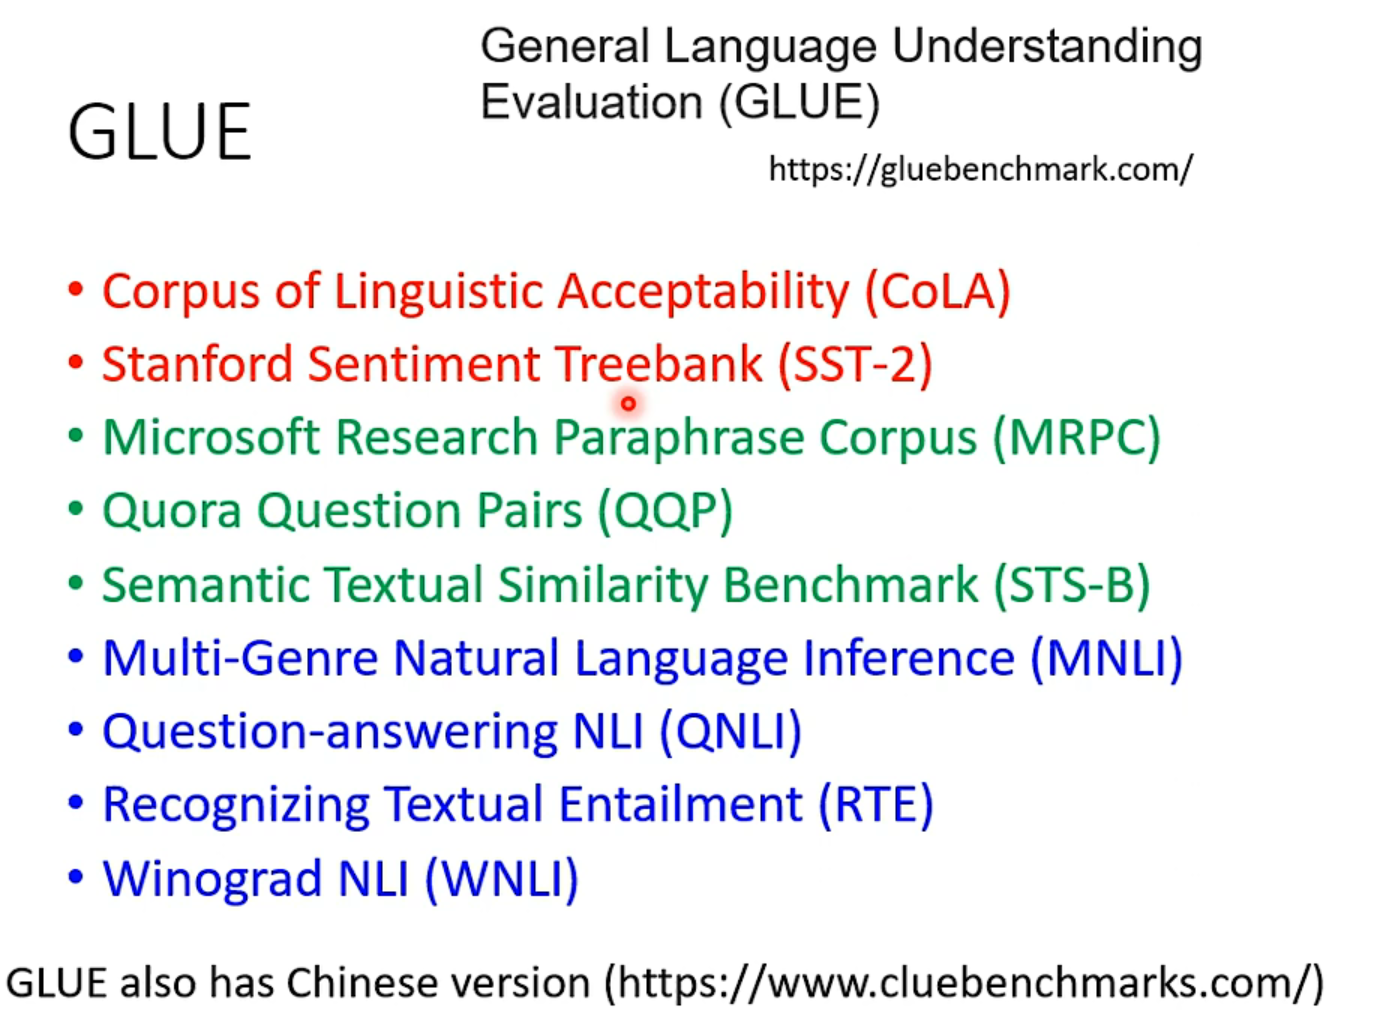 General Language Understanding
Evaluation (GLUE)
GLUE
https://gluebenchmark.com/
• Corpus of Linguistic Acceptability (CoLA)
• Stanford Sentiment Treebank (SST-2)
• Microsoft Research Paraphrase Corpus (MRPC)
• Quora Question Pairs (QQP)
• Semantic Textual Similarity Benchmark (STS-B)
• Multi-Genre Natural Language Inference (MNLI)
• Question-answering NLI (QNLI)
• Recognizing Textual Entailment (RTE)
• Winograd NLI (WNLI)
GLUE also has Chinese version (https://www.cluebenchmarks.com/)